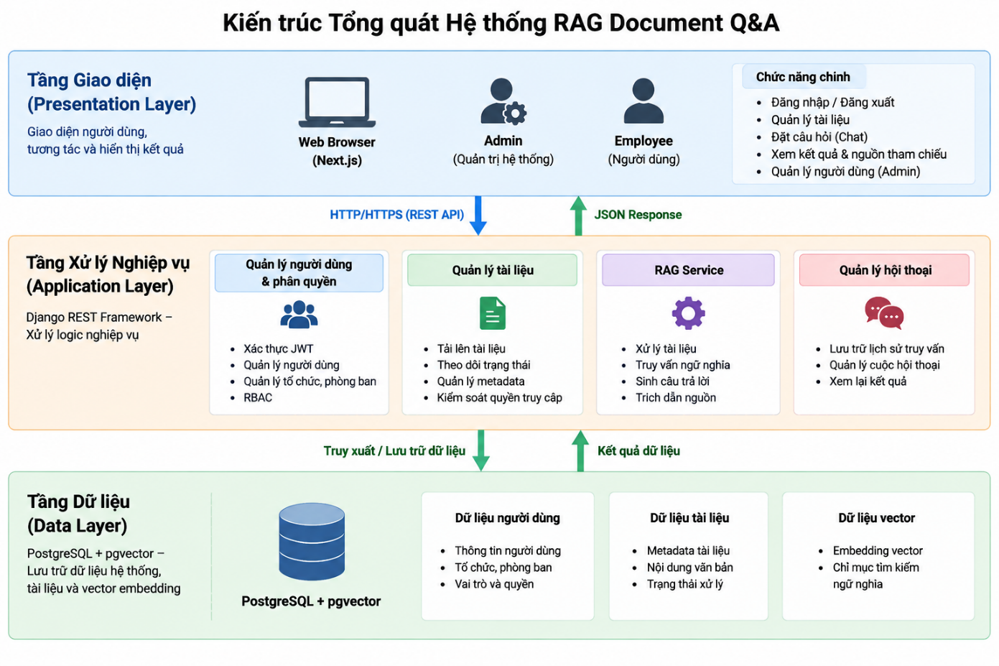 Kiến trúc Tổng quát Hệ thống RAG Document Q&A
Tầng Giao diện
(Presentation Layer)
Giao diện người dùng,
tương tác và hiển thị kết quả
Web Browser
(Next.js)
Admin
(Quản trị hệ thống)
Employee
(Người dùng)
Chức năng chinh
• Đăng nhập / Đăng xuất
• Quản lý tài liệu
• Đặt câu hỏi (Chat)
• Xem kết quả & nguồn tham chiếu
• Quản lý người dùng (Admin)
HTTP/HTTPS (REST API)
JSON Response
Tầng Xử lý Nghiệp vụ
(Application Layer)
Django REST Framework –
Xử lý logic nghiệp vụ
Quản lý người dùng
& phân quyền
• Xác thực JWT
• Quản lý người dùng
• Quản lý tổ chức, phòng ban
• RBAC
Quản lý tài liệu
• Tải lên tài liệu
• Theo dõi trạng thái
• Quản lý metadata
• Kiểm soát quyền truy cập
RAG Service
• Xử lý tài liệu
• Truy vấn ngữ nghĩa
• Sinh câu trả lời
• Trich dẫn nguồn
Quản lý hội thoại
• Lưu trữ lịch sử truy vấn
• Quản lý cuộc hội thoại
• Xem lại kết quả
Truy xuất / Lưu trữ dữ liệu
Kết quả dữ liệu
Tầng Dữ liệu
(Data Layer)
PostgreSQL + pgvector –
Lưu trữ dữ liệu hệ thống,
tài liệu và vector embedding
PostgreSQL + pgvector
Dữ liệu người dùng
• Thông tin người dùng
• Tổ chức, phòng ban
• Vai trò và quyền
Dữ liệu tài liệu
• Metadata tài liệu
• Nội dung văn bản
• Trạng thái xử lý
Dữ liệu vector
• Embedding vector
• Chỉ mục tìm kiếm
ngữ nghia